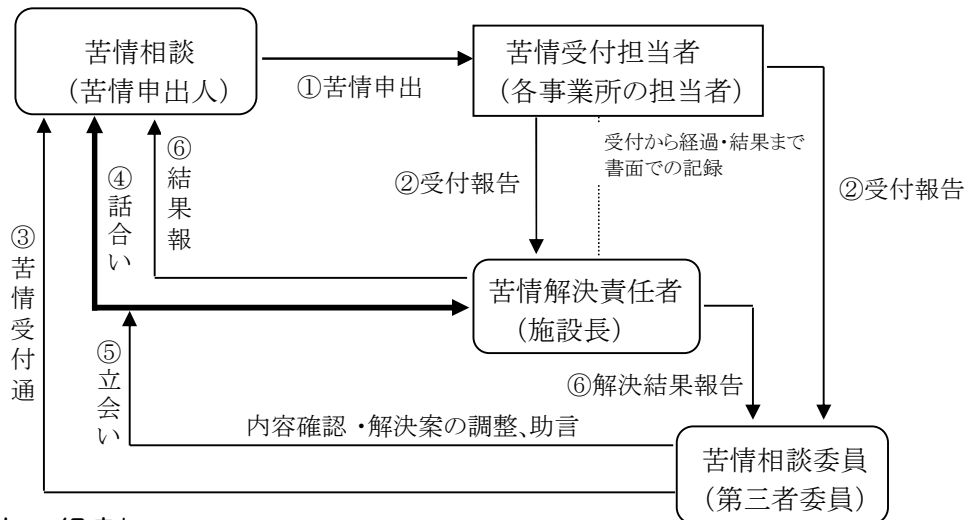 苦情相談
（苦情申出人）
①苦情申出
苦情受付担当者
（各事業所の担当者）
受付から経過・結果まで
書面での記録
②受付報告
②受付報告
③苦情受付通
④話合い
⑥結果報
苦情解決責任者
（施設長）
⑤立会い
⑥解決結果報告
内容確認・解決案の調整、助言
苦情相談委員
（第三者委員）